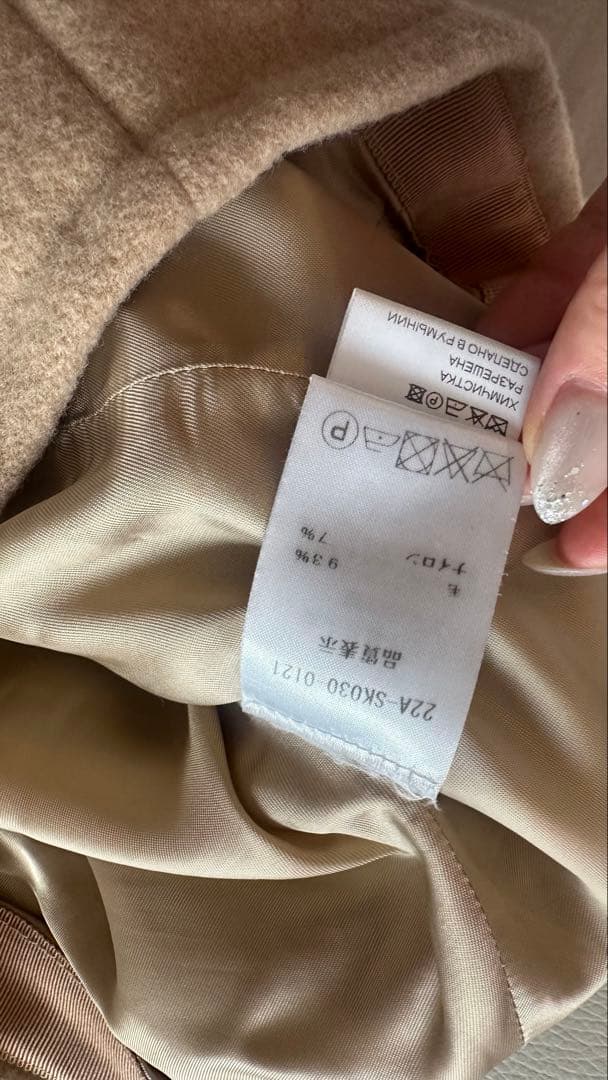 22A-SK030 0121
品質表示
毛 93%
ナイロン 7%
P
P
ХИМЧИСТКА
РАЗРЕШЕНА
СДЕЛАНО В РУМЫНИИ